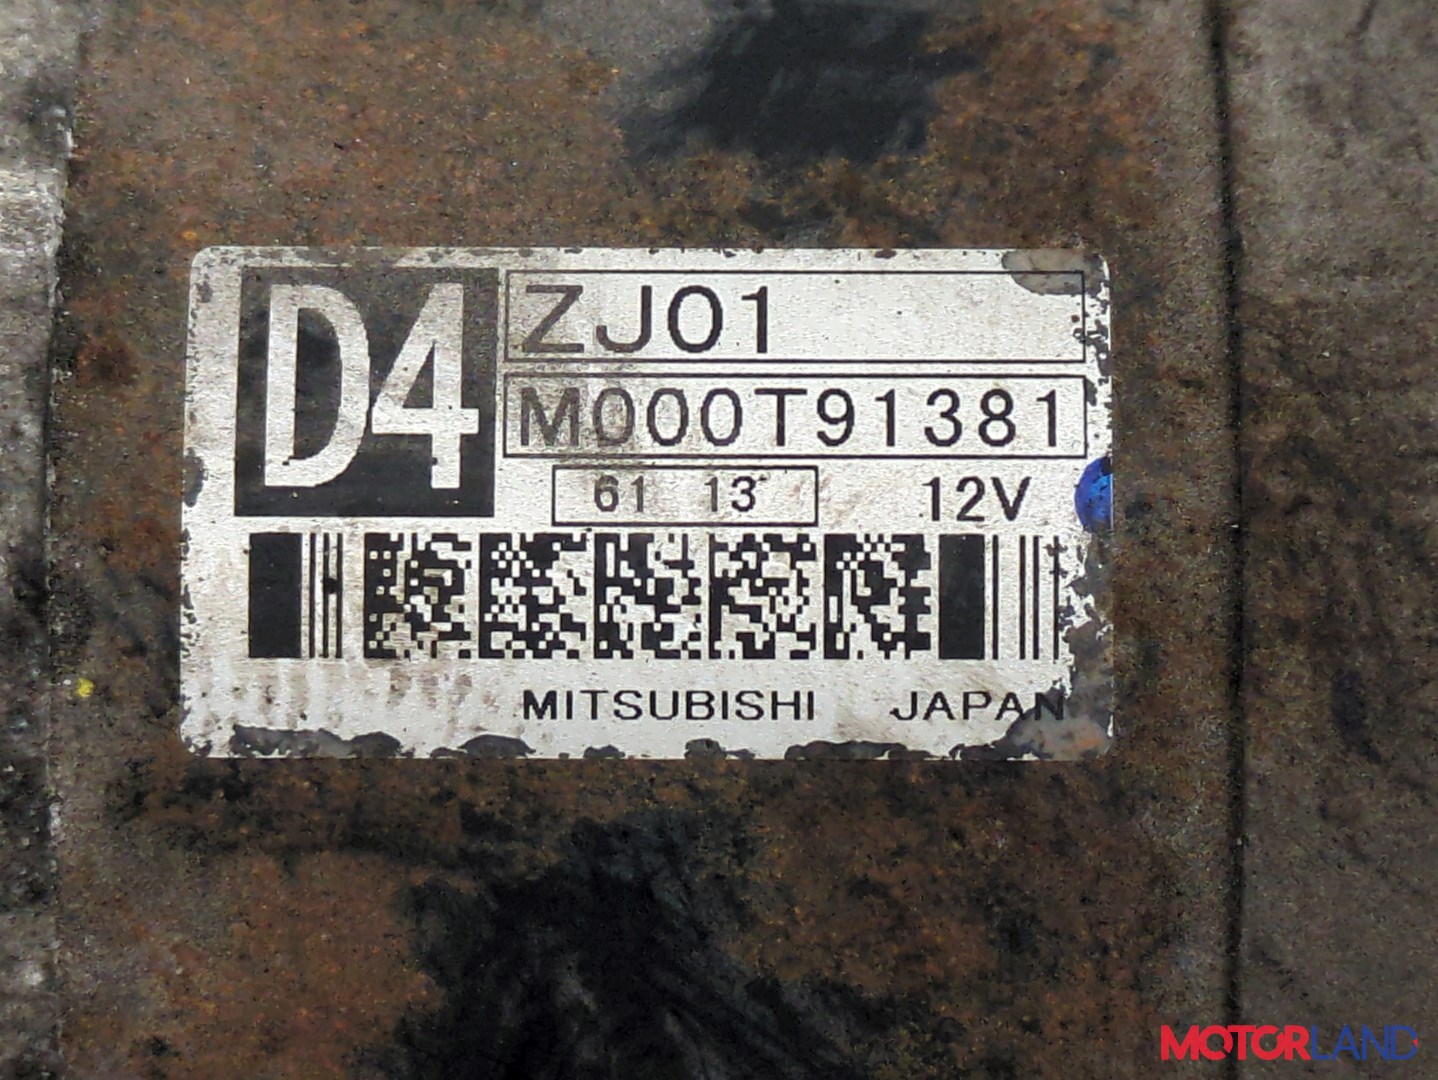 D4
ZJ01
M000T91381
61 13
12V
MITSUBISHI JAPAN
MOTORLAND